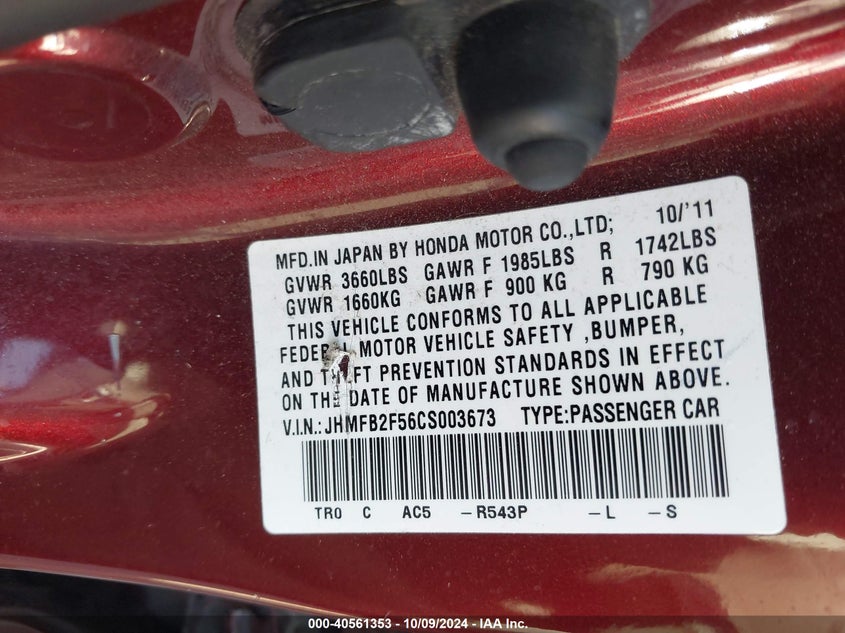 MFD.IN JAPAN BY HONDA MOTOR CO.,LTD; 10/'11
GVWR 3660LBS GAWR F 1985LBS R 1742LBS
GVWR 1660KG GAWR F 900 KG R 790 KG
THIS VEHICLE CONFORMS TO ALL APPLICABLE
MOTOR VEHICLE SAFETY ,BUMPER,
AND PREVENTION STANDARDS IN EFFECT
ON THE DATE OF MANUFACTURE SHOWN ABOVE.
V.I.N.:JHMFB2F56CS003673 TYPE:PASSENGER CAR
TR0 C AC5 -R543P -L -S
000-40561353 - 10/09/2024 - IAA Inc.